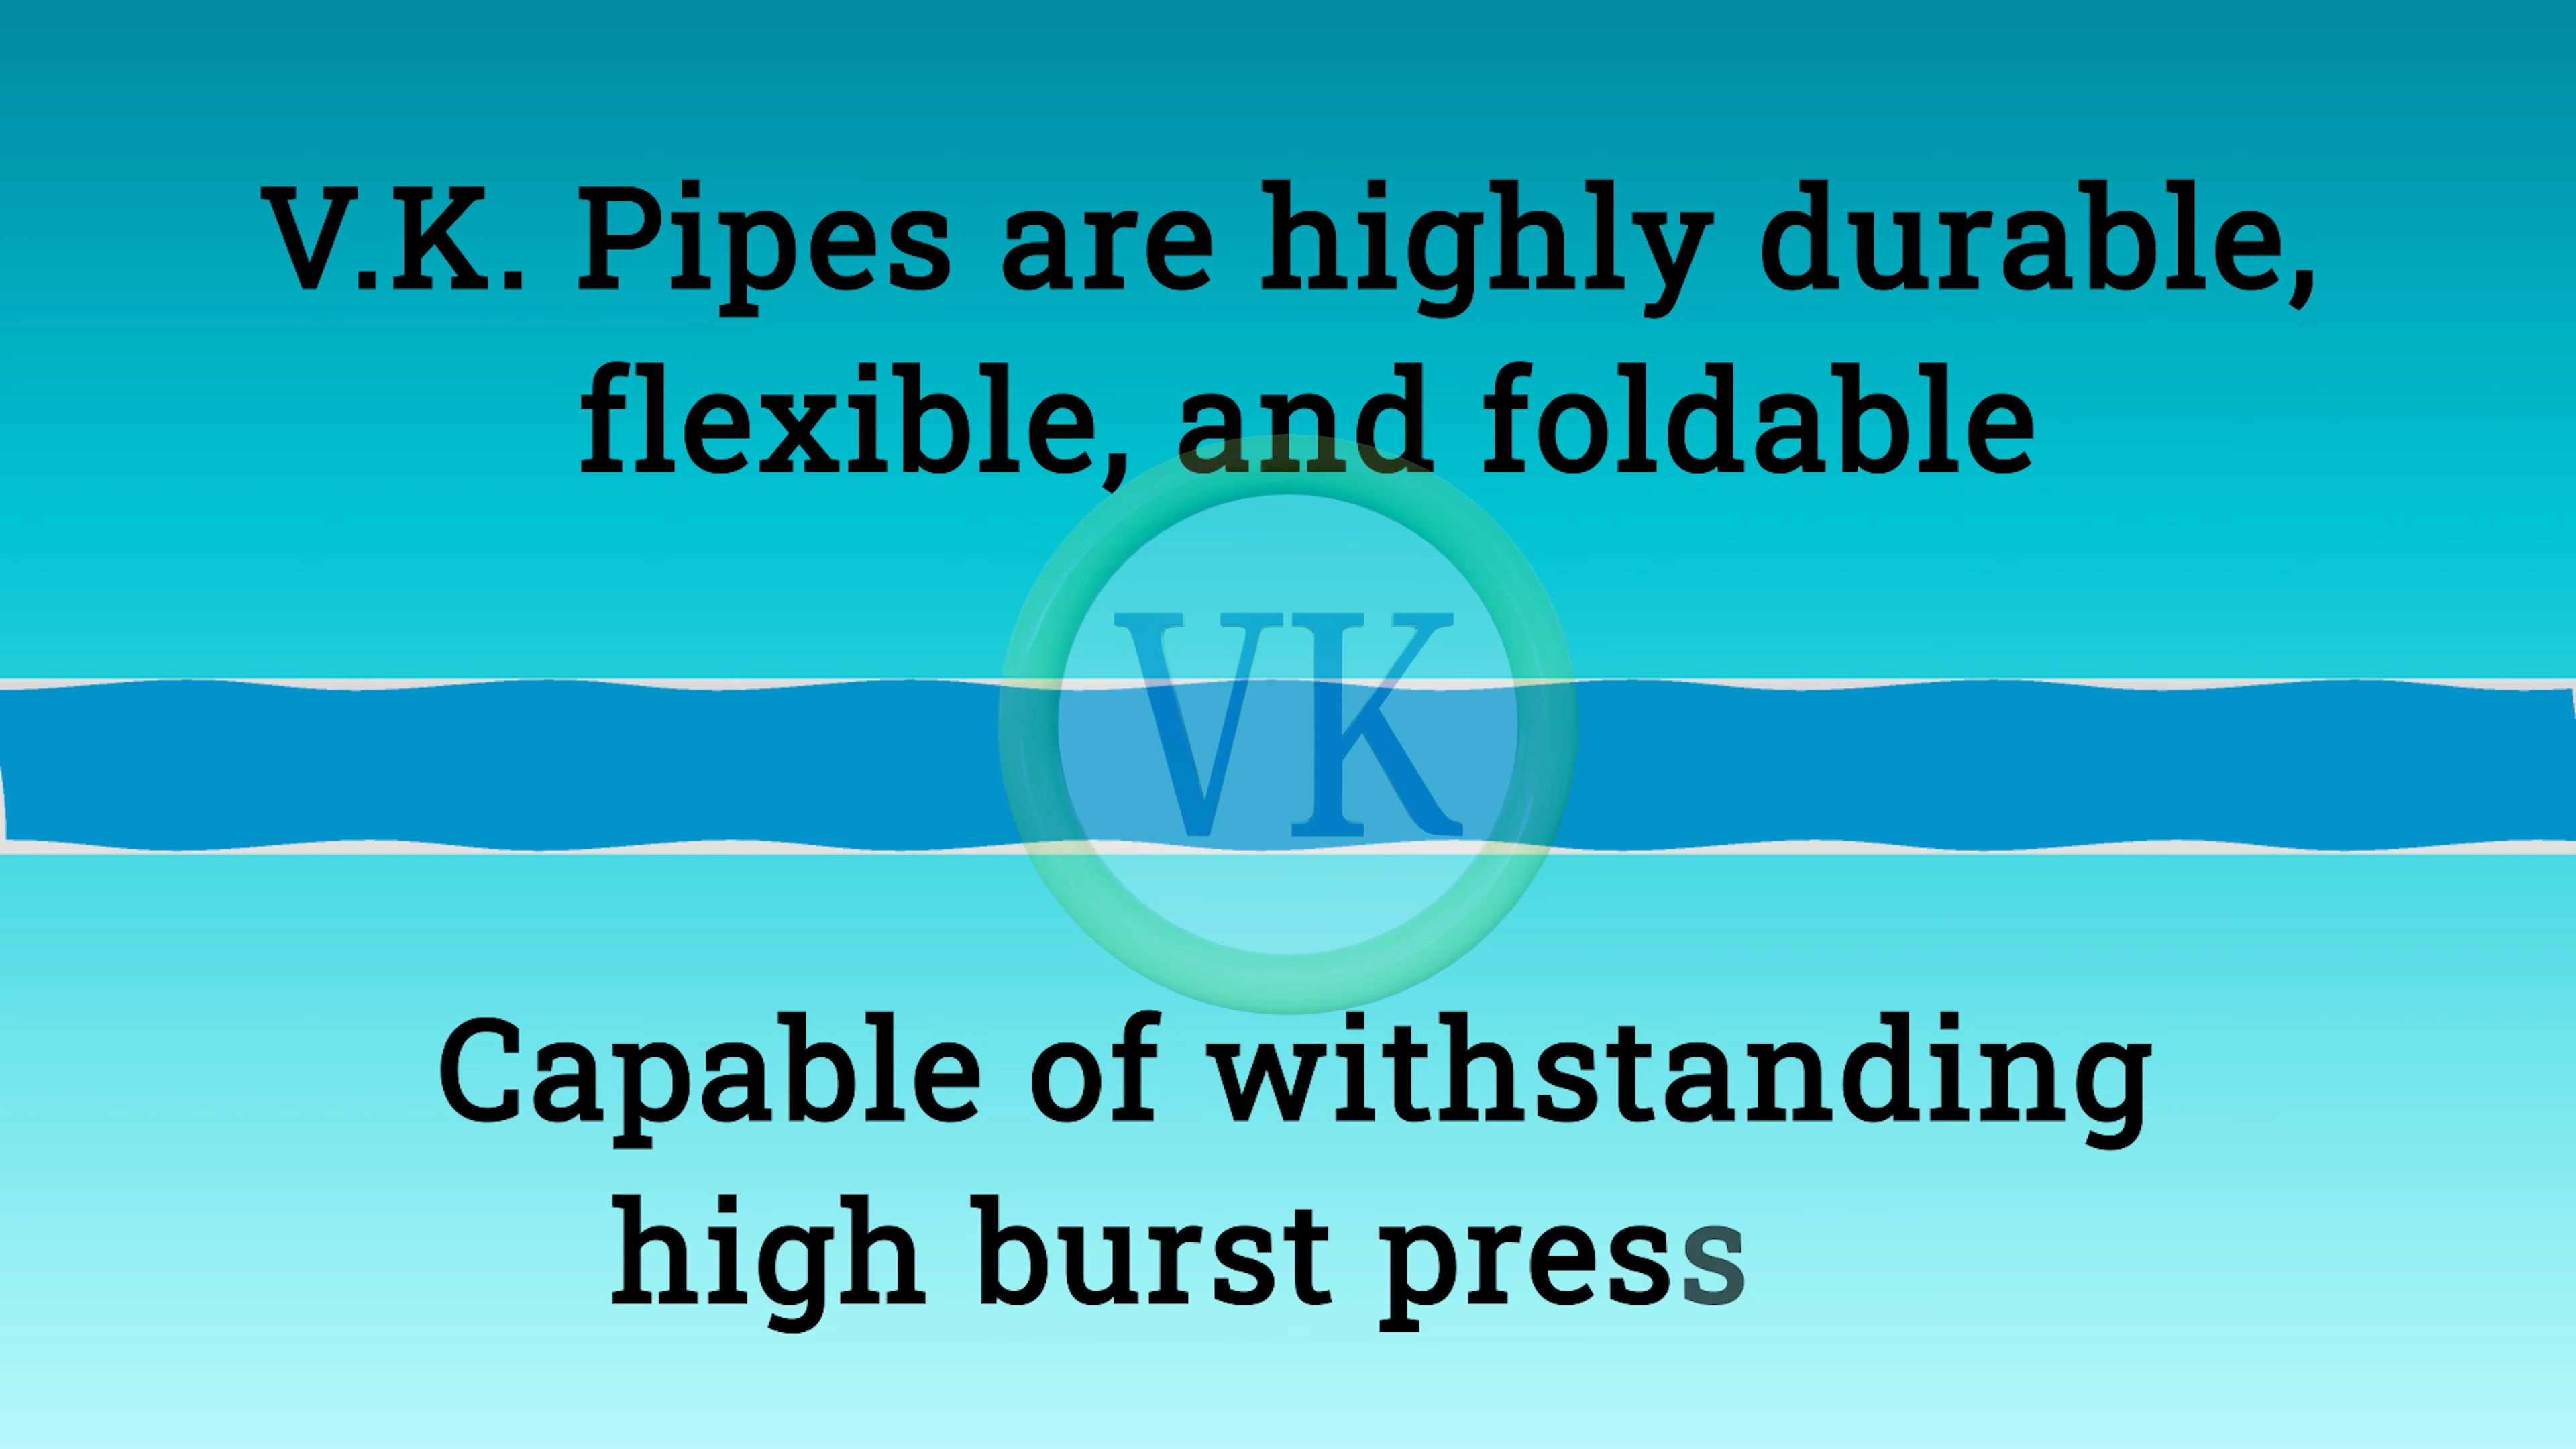 V.K. Pipes are highly durable,
flexible, and foldable
VK
Capable of withstanding
high burst press